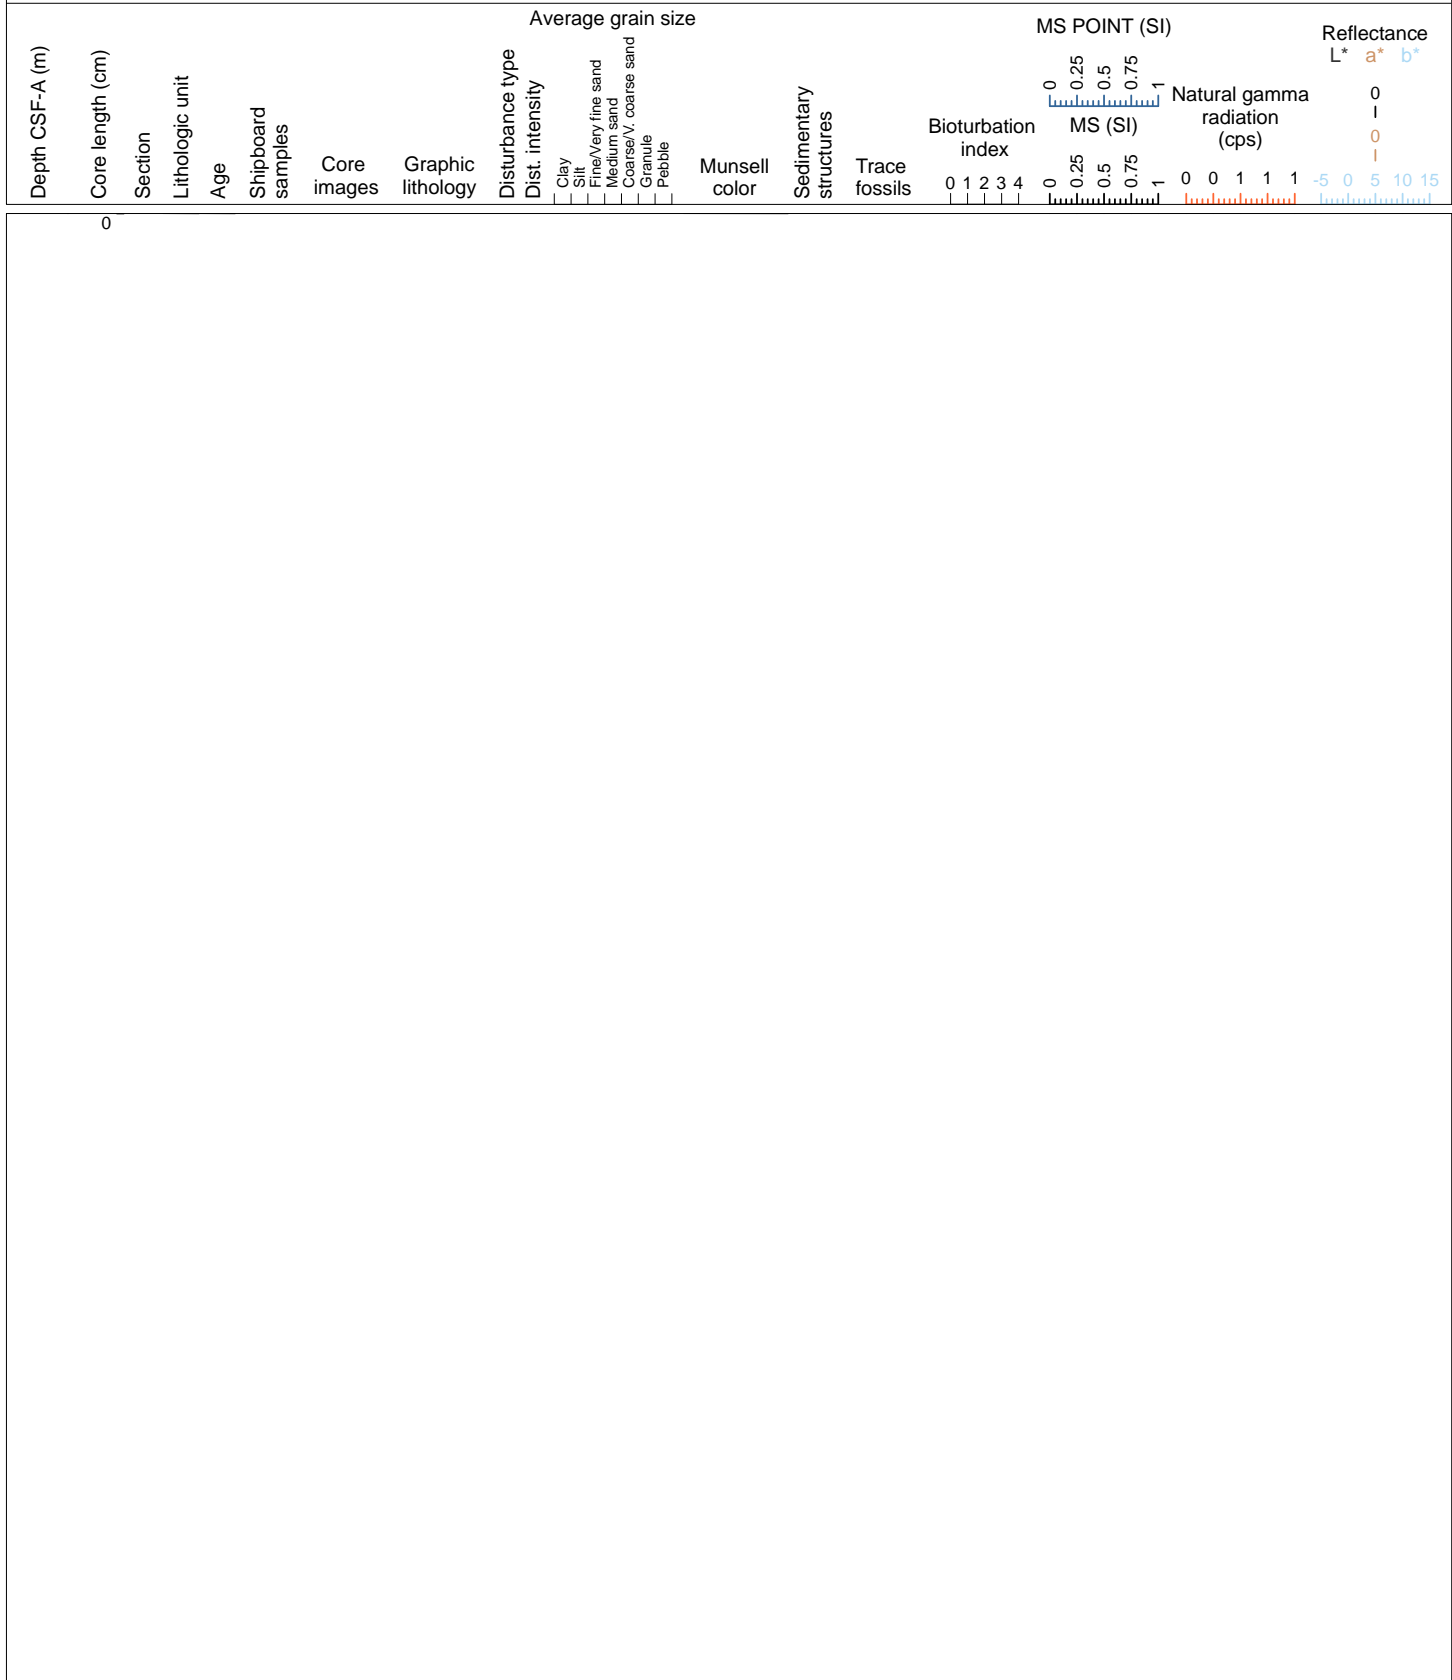 Depth CSF-A (m)
Core length (cm)
Section
Lithologic unit
Age
Shipboard
samples
Core
images
Graphic
lithology
Disturbance type
Dist. intensity
Average grain size
Clay
Silt
Fine/Very fine sand
Medium sand
Coarse/V. coarse sand
Granule
Pebble
Munsell
color
Sedimentary
structures
Trace
fossils
Bioturbation
index
0 1 2 3 4
MS POINT (SI)
0 0.25 0.5 0.75 1
MS (SI)
0 0.25 0.5 0.75 1
Natural gamma
radiation
(cps)
0 0 1 1 1
Reflectance
L* a* b*
0
0
-5 0 5 10 15
0